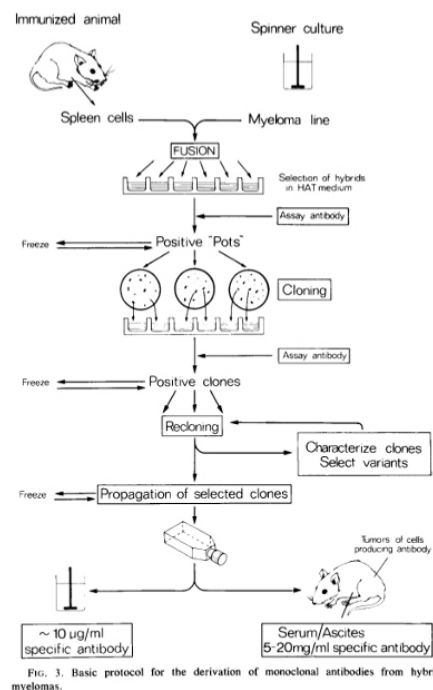 Immunized animal
Spinner culture
Spleen cells
Myeloma line
FUSION
Selection of hybrids
in HAT medium
Assay antibody
Freeze
Positive "Pots"
Cloning
Assay antibody
Freeze
Positive clones
Recloning
Characterize clones
Select variants
Freeze
Propagation of selected clones
Tumors of cells
producing antibody
~ 10 µg/ml
specific antibody
Serum/Ascites
5-20mg/ml specific antibody
FIG. 3. Basic protocol for the derivation of monoclonal antibodies from hybr
myelomas.